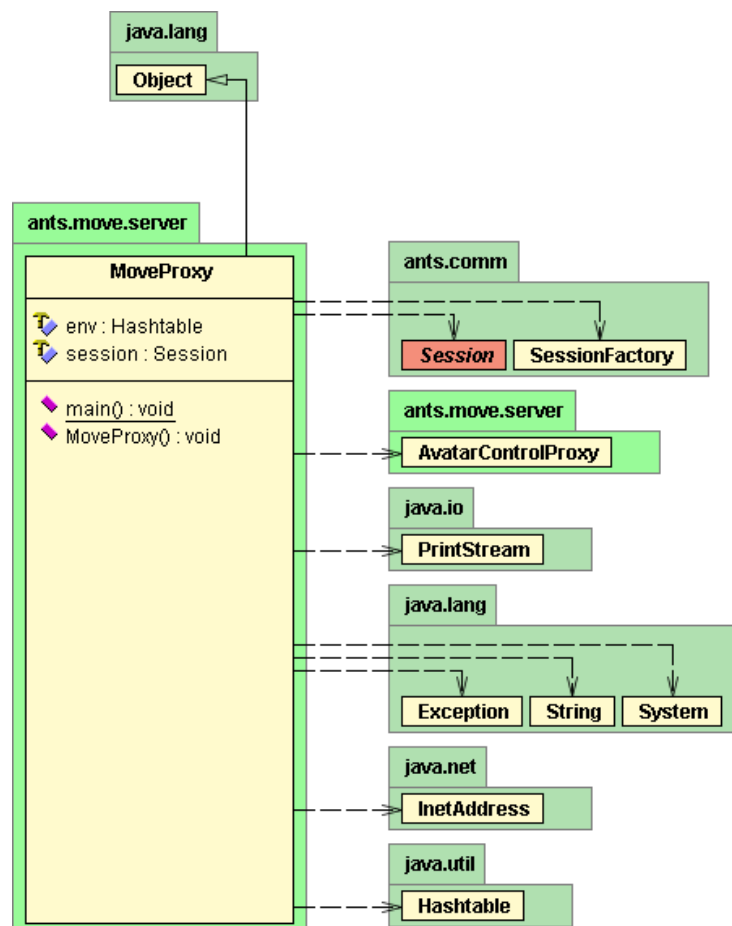 java.lang
Object
ants.move.server
MoveProxy
env : Hashtable
session : Session
main() : void
MoveProxy() : void
ants.comm
Session
SessionFactory
ants.move.server
AvatarControlProxy
java.io
PrintStream
java.lang
Exception
String
System
java.net
InetAddress
java.util
Hashtable